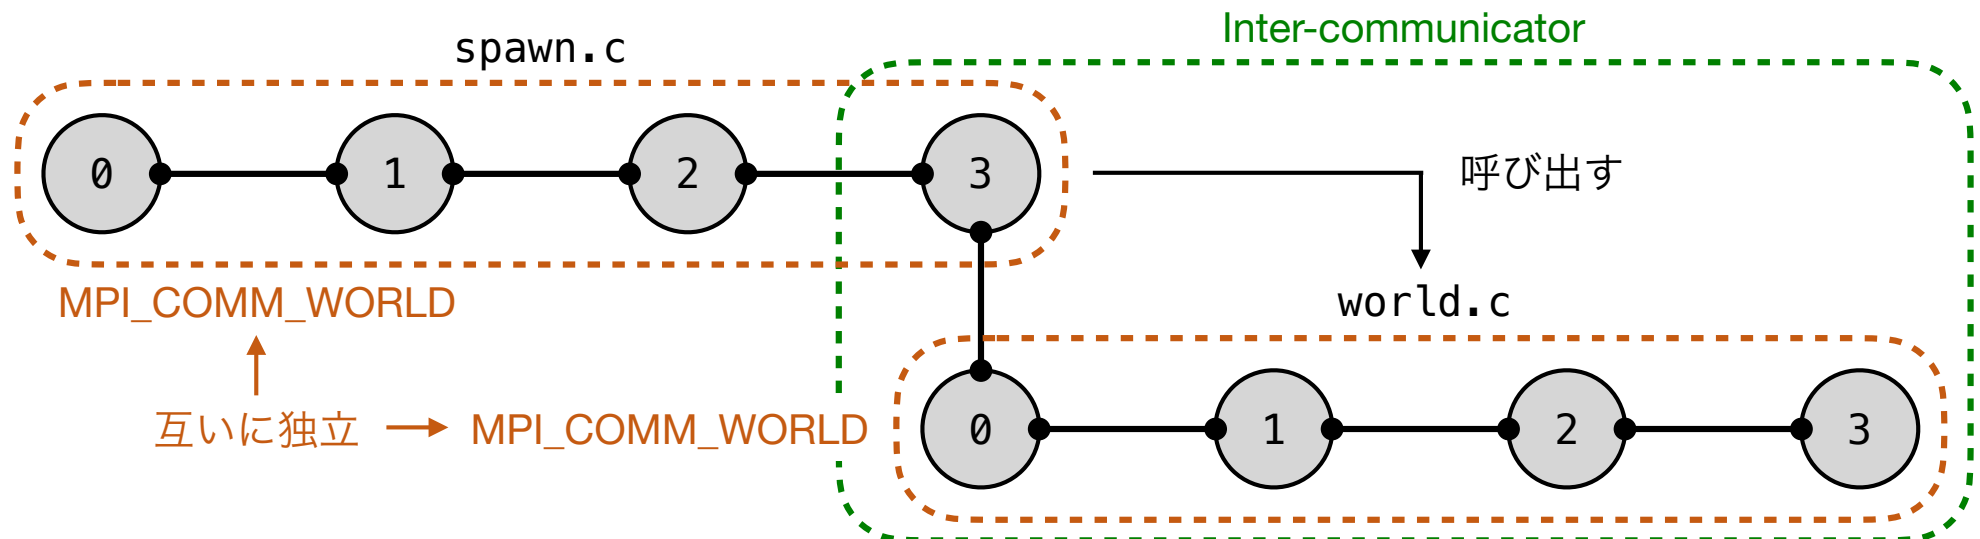 Inter-communicator
spawn.c
0
1
2
3
呼び出す
MPI_COMM_WORLD
world.c
互いに独立
MPI_COMM_WORLD
0
1
2
3